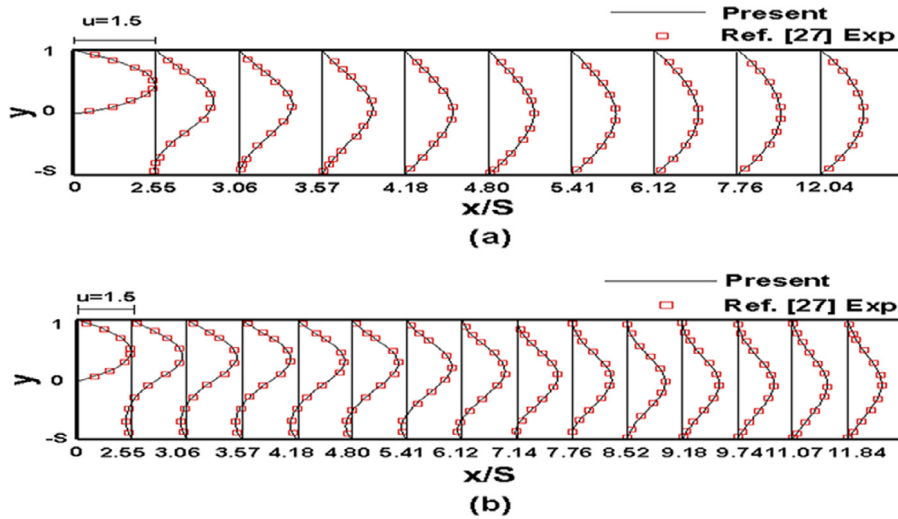 u=1.5
Present
Ref. [27] Exp
1
y
0
-S
0 2.55 3.06 3.57 4.18 4.80 5.41 6.12 7.76 12.04
x/S
(a)
u=1.5
Present
Ref. [27] Exp
1
y
0
-S
0 2.55 3.06 3.57 4.18 4.80 5.41 6.12 7.14 7.76 8.52 9.18 9.74 11.07 11.84
x/S
(b)